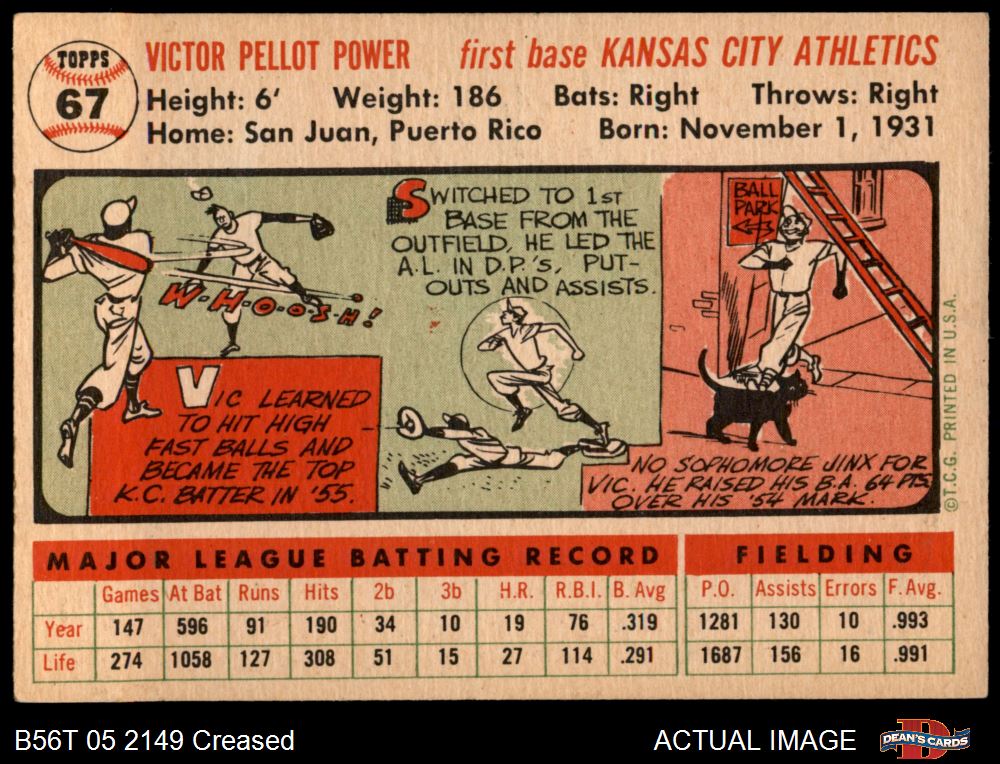 TOPPS
67
VICTOR PELLOT POWER first base KANSAS CITY ATHLETICS
Height: 6' Weight: 186 Bats: Right Throws: Right
Home: San Juan, Puerto Rico Born: November 1, 1931
W-H-O-O-S-H!
VIC LEARNED
TO HIT HIGH
FAST BALLS AND
BECAME THE TOP
K.C. BATTER IN '55.
SWITCHED TO 1ST
BASE FROM THE
OUTFIELD, HE LED THE
A.L. IN D.P.'S, PUT-
OUTS AND ASSISTS.
BALL
PARK
NO SOPHOMORE JINX FOR
VIC. HE RAISED HIS B.A. 64 PTS.
OVER HIS '54 MARK.
©T.C.G. PRINTED IN U.S.A.
MAJOR LEAGUE BATTING RECORD FIELDING
Games At Bat Runs Hits 2b 3b H.R. R.B.I. B. Avg P.O. Assists Errors F. Avg.
Year 147 596 91 190 34 10 19 76 .319 1281 130 10 .993
Life 274 1058 127 308 51 15 27 114 .291 1687 156 16 .991
B56T 05 2149 Creased ACTUAL IMAGE
DEAN'S CARDS